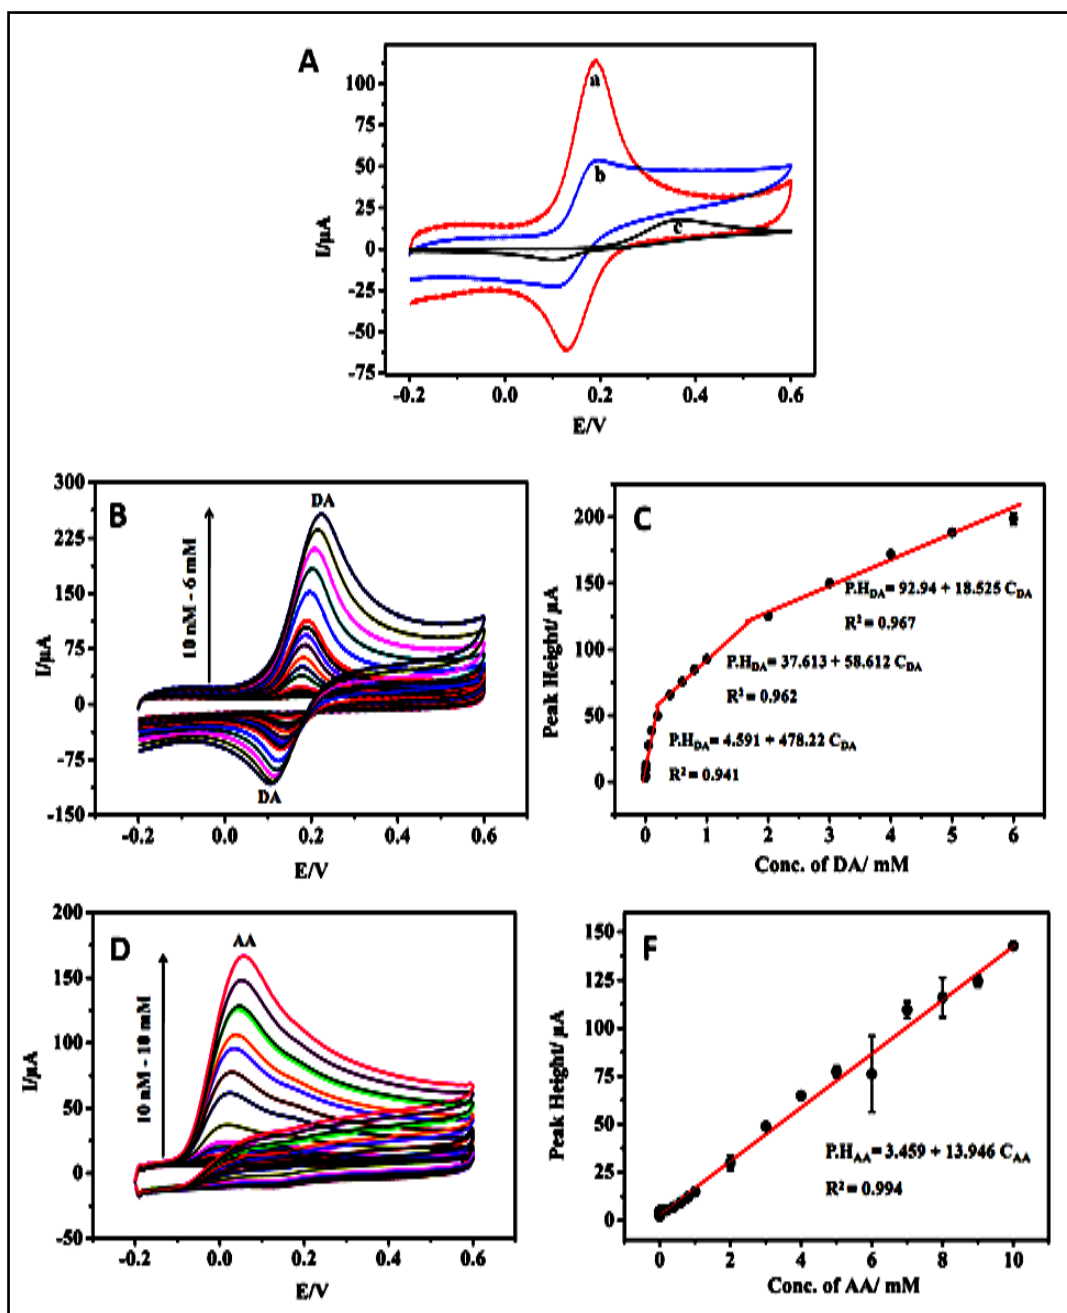 A
100
75
50
25
0
-25
-50
-75
I/µA
a
b
c
-0.2 0.0 0.2 0.4 0.6
E/V
B
300
225
150
75
0
-75
-150
I/µA
10 nM - 6 mM
DA
DA
-0.2 0.0 0.2 0.4 0.6
E/V
C
200
150
100
50
0
Peak Height/ µA
P.H_DA = 92.94 + 18.525 C_DA
R² = 0.967
P.H_DA = 37.613 + 58.612 C_DA
R² = 0.962
P.H_DA = 4.591 + 478.22 C_DA
R² = 0.941
0 1 2 3 4 5 6
Conc. of DA/ mM
D
200
150
100
50
0
-50
I/µA
10 nM - 10 mM
AA
-0.2 0.0 0.2 0.4 0.6
E/V
F
150
125
100
75
50
25
0
Peak Height/ µA
P.H_AA = 3.459 + 13.946 C_AA
R² = 0.994
0 2 4 6 8 10
Conc. of AA/ mM